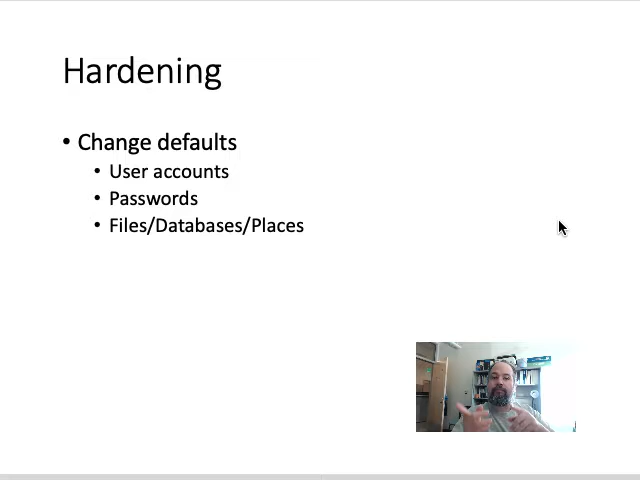 Hardening
• Change defaults
• User accounts
• Passwords
• Files/Databases/Places